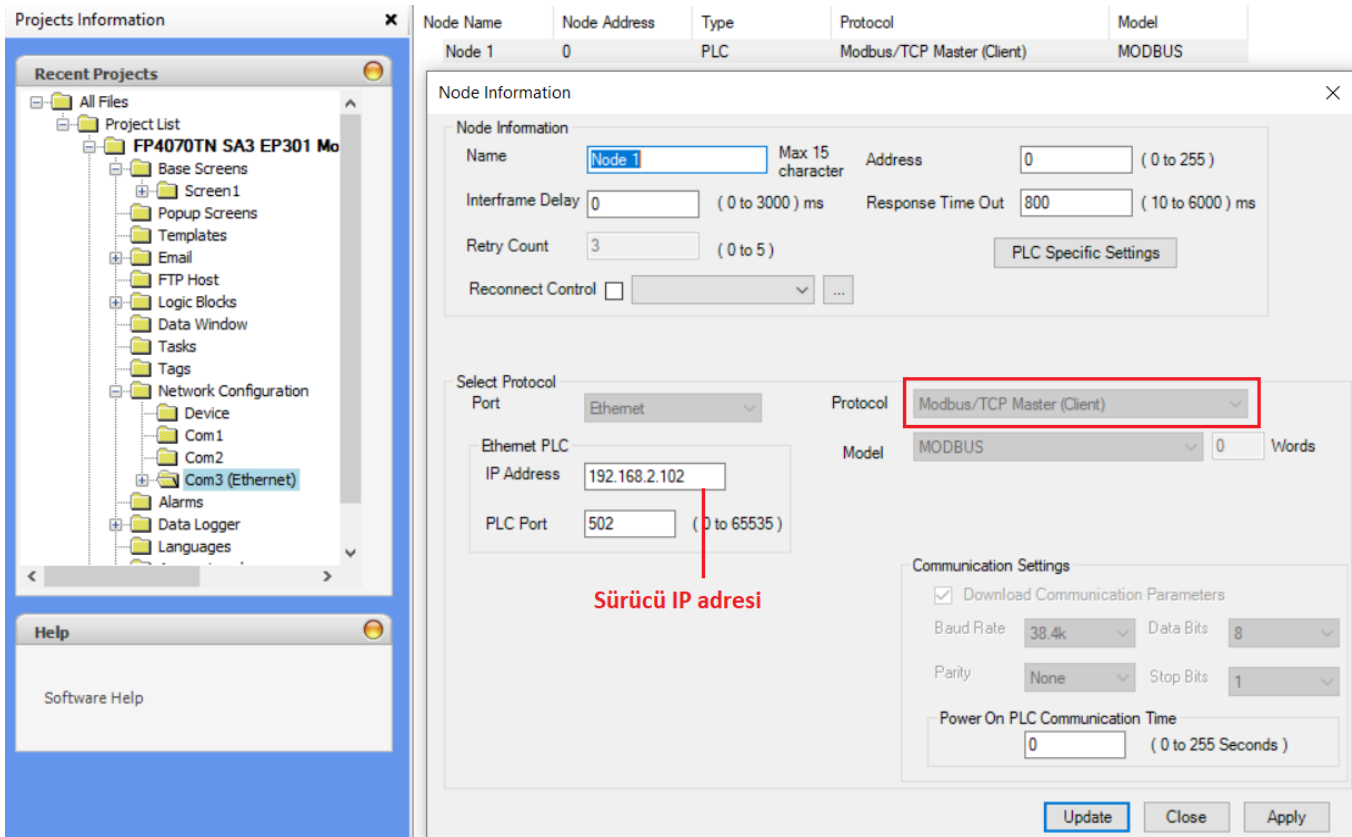 Projects Information
Recent Projects
All Files
Project List
FP4070TN SA3 EP301 Mo
Base Screens
Screen1
Popup Screens
Templates
Email
FTP Host
Logic Blocks
Data Window
Tasks
Tags
Network Configuration
Device
Com1
Com2
Com3 (Ethernet)
Alarms
Data Logger
Languages
Help
Software Help
Node Name Node Address Type Protocol Model
Node 1 0 PLC Modbus/TCP Master (Client) MODBUS
Node Information
Node Information
Name Node 1 Max 15 character Address 0 ( 0 to 255 )
Interframe Delay 0 ( 0 to 3000 ) ms Response Time Out 800 ( 10 to 6000 ) ms
Retry Count 3 ( 0 to 5 ) PLC Specific Settings
Reconnect Control ...
Select Protocol
Port Ethernet Protocol Modbus/TCP Master (Client)
Ethernet PLC Model MODBUS 0 Words
IP Address 192.168.2.102
PLC Port 502 ( 0 to 65535 )
Sürücü IP adresi
Communication Settings
Download Communication Parameters
Baud Rate 38.4k Data Bits 8
Parity None Stop Bits 1
Power On PLC Communication Time
0 ( 0 to 255 Seconds )
Update Close Apply